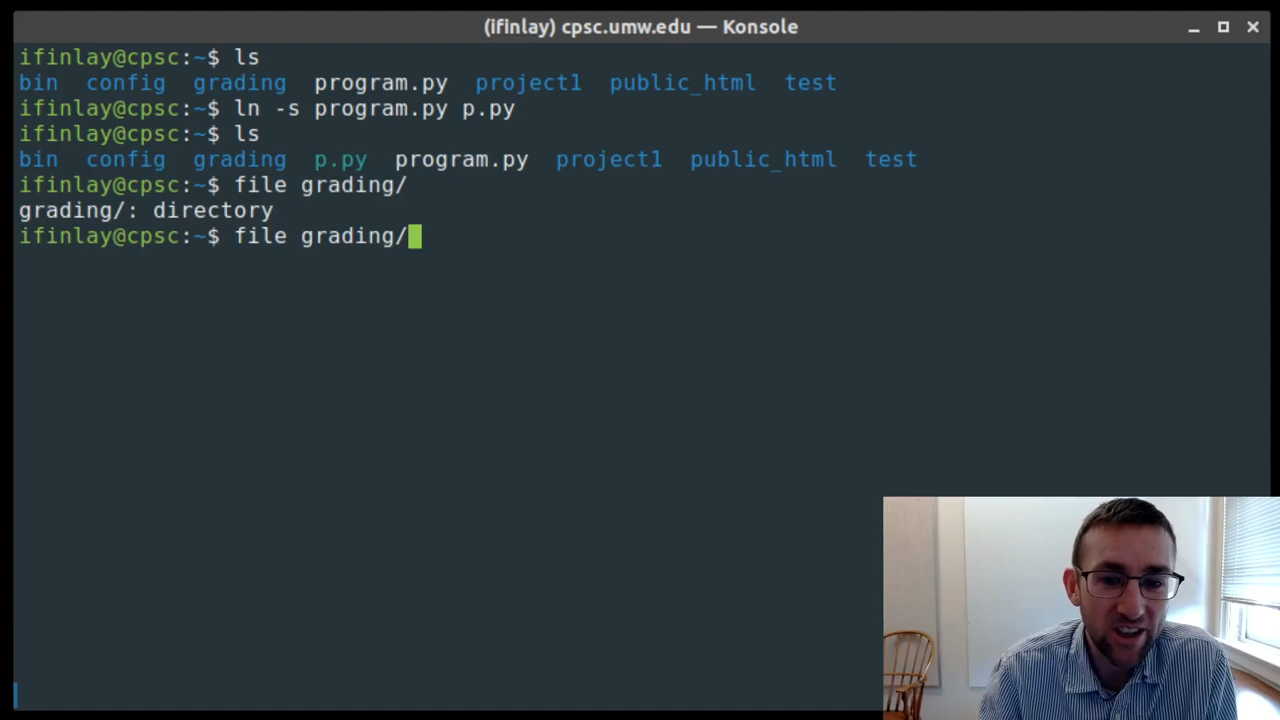 (ifinlay) cpsc.umw.edu — Konsole
ifinlay@cpsc:~$ ls
bin config grading program.py project1 public_html test
ifinlay@cpsc:~$ ln -s program.py p.py
ifinlay@cpsc:~$ ls
bin config grading p.py program.py project1 public_html test
ifinlay@cpsc:~$ file grading/
grading/: directory
ifinlay@cpsc:~$ file grading/